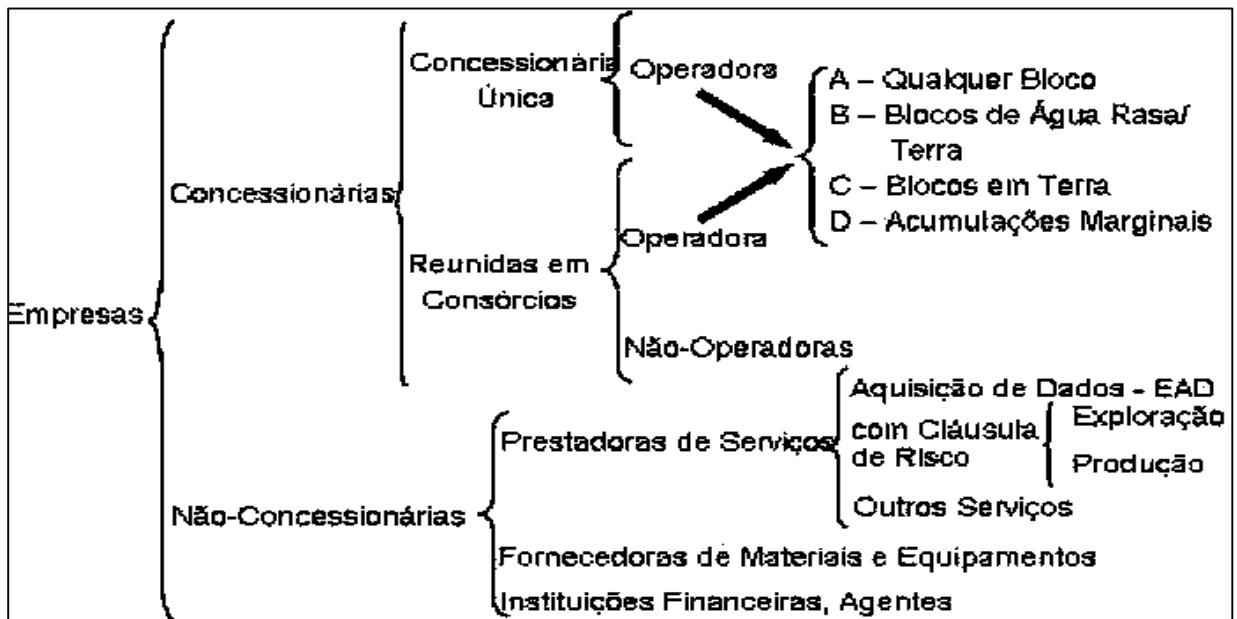 Empresas
Concessionárias
Concessionária
Única
Operadora
Reunidas em
Consórcios
Operadora
Não-Operadoras
A – Qualquer Bloco
B – Blocos de Água Rasa/
Terra
C – Blocos em Terra
D – Acumulações Marginais
Não-Concessionárias
Prestadoras de Serviços
Aquisição de Dados - EAD
com Cláusula
de Risco
Exploração
Produção
Outros Serviços
Fornecedoras de Materiais e Equipamentos
Instituições Financeiras, Agentes